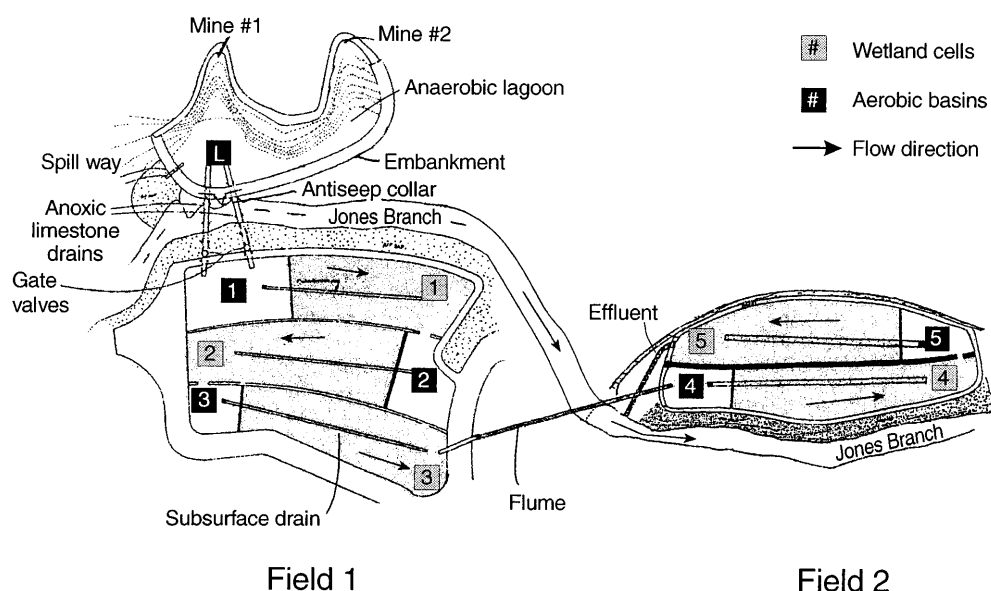 Mine #1
Mine #2
#
Wetland cells
Anaerobic lagoon
#
Aerobic basins
L
Flow direction
Spill way
Embankment
Antiseep collar
Anoxic
limestone
drains
Jones Branch
Gate
valves
1
1
Effluent
5
5
2
2
4
4
3
3
Jones Branch
Subsurface drain
Flume
Field 1
Field 2